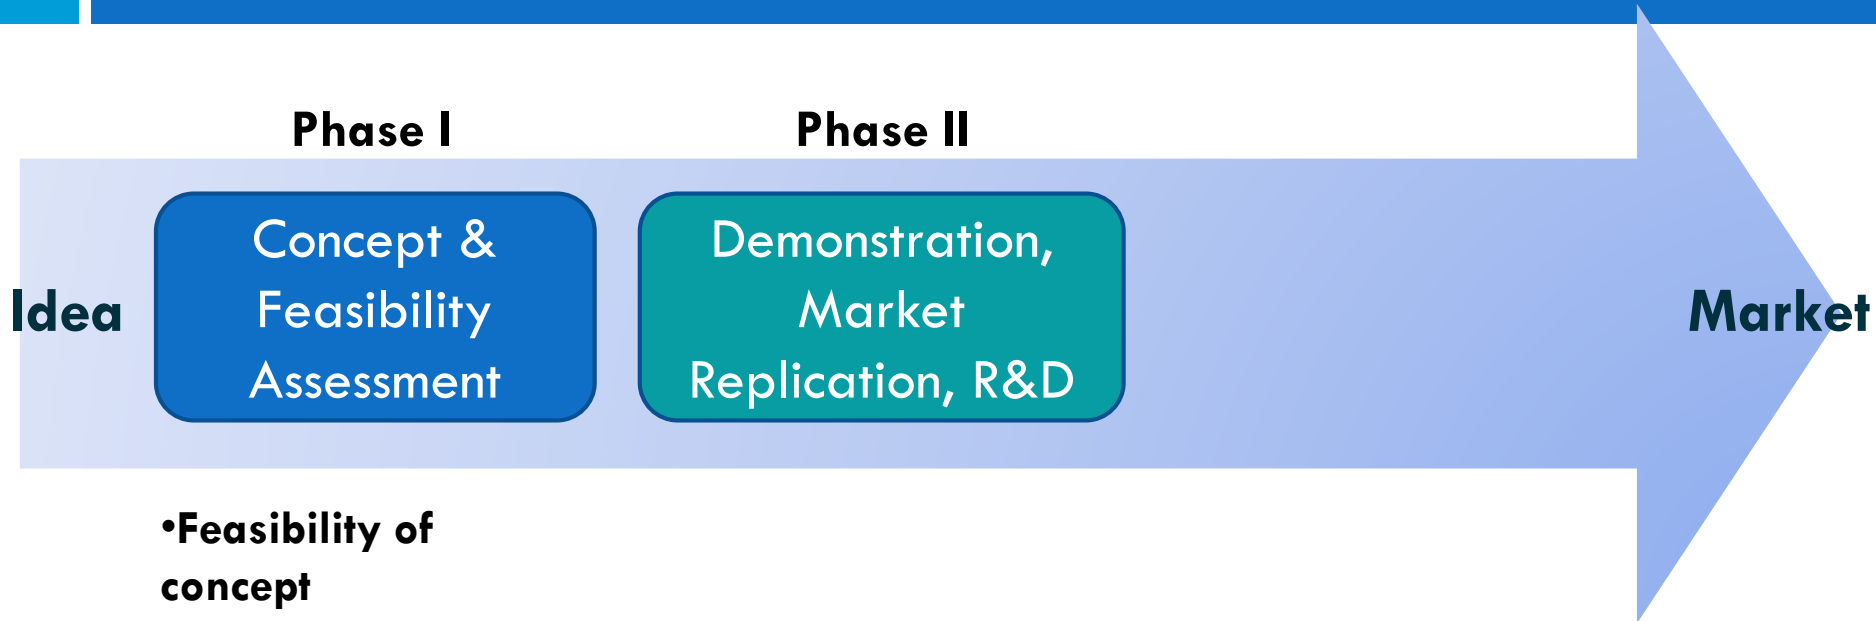 Phase I
Phase II
Idea
Concept &
Feasibility
Assessment
Demonstration,
Market
Replication, R&D
Market
•Feasibility of
concept